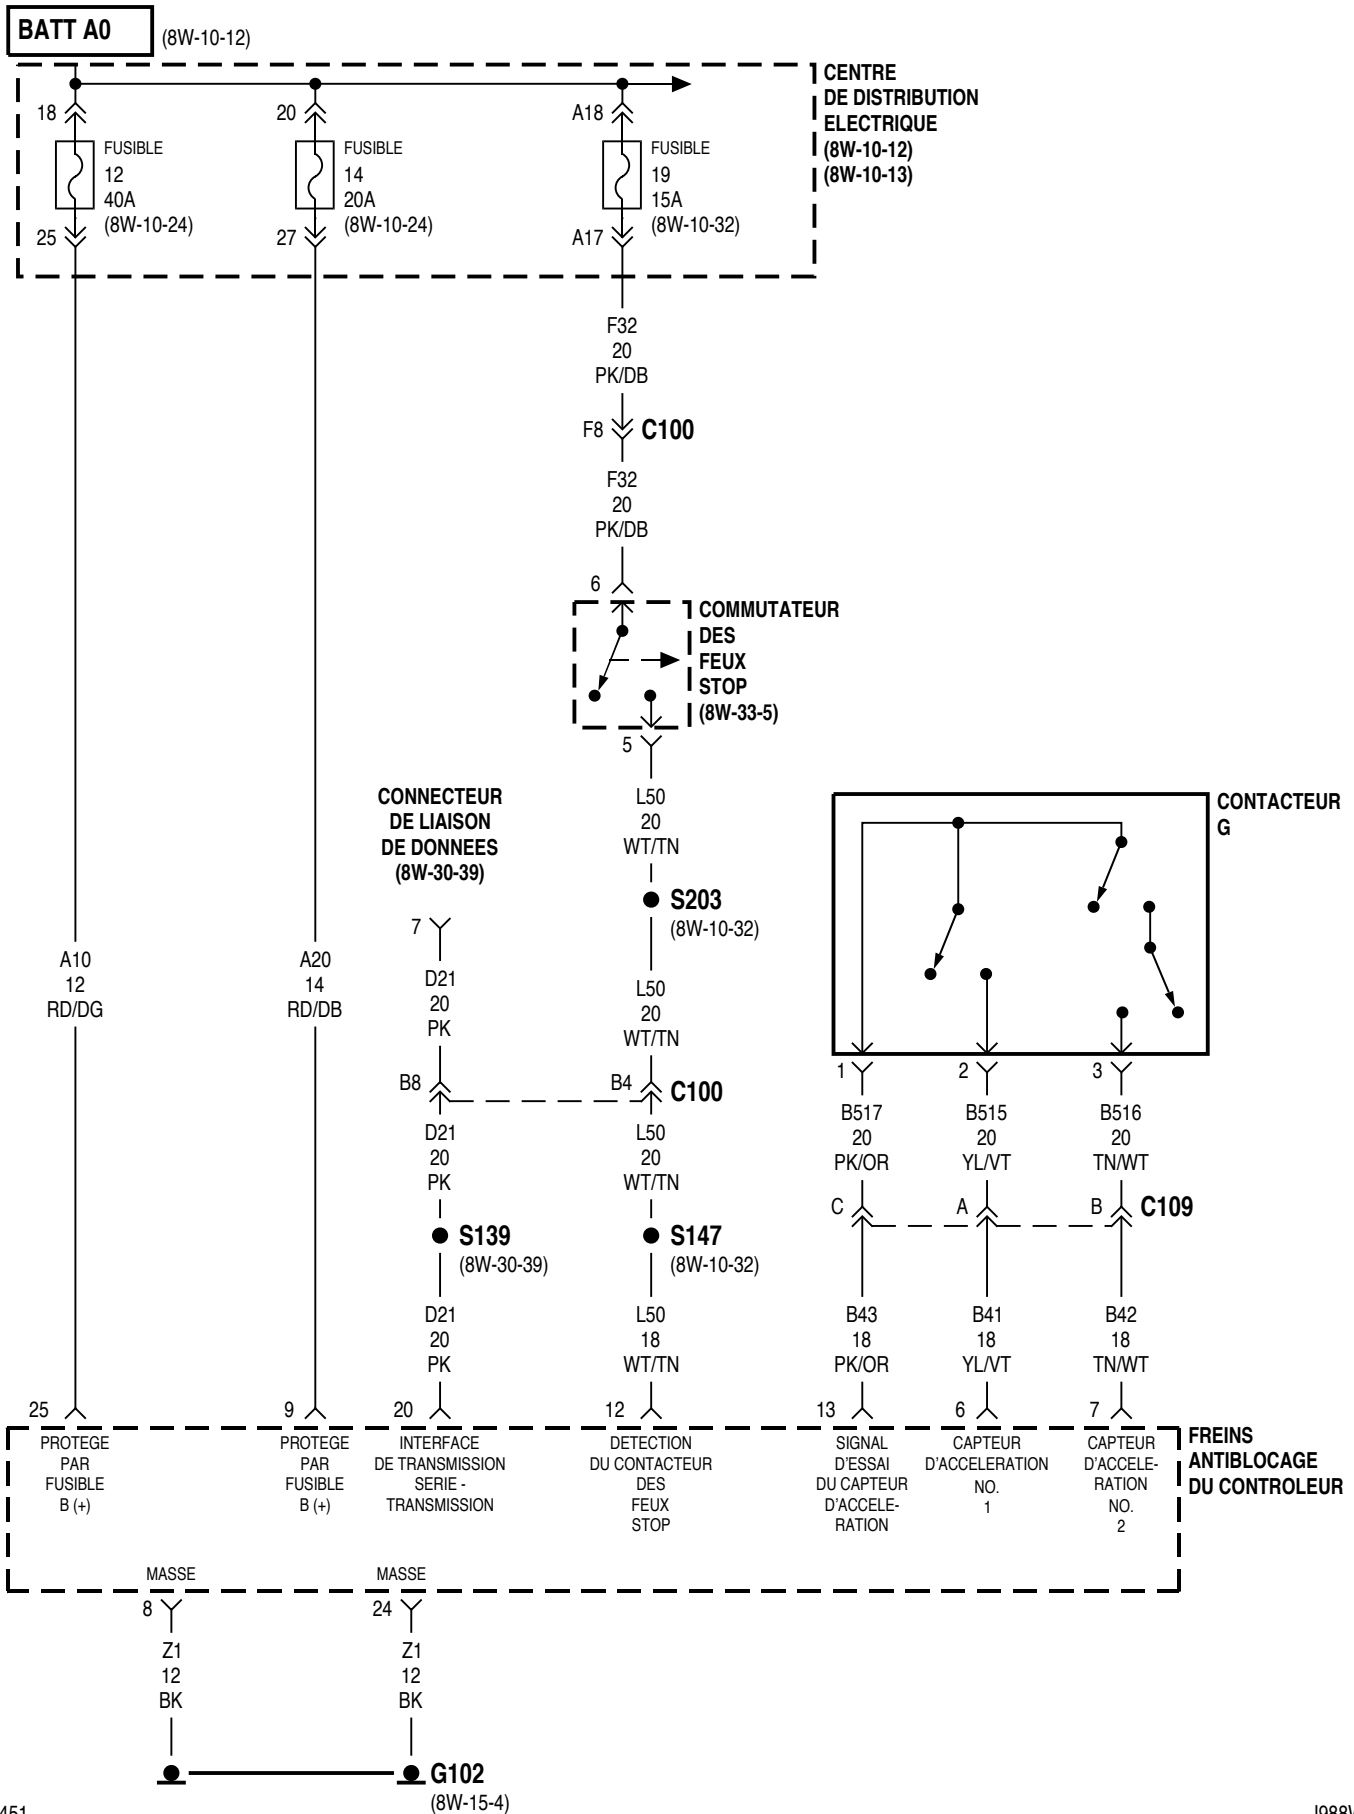 BATT A0
(8W-10-12)
CENTRE
DE DISTRIBUTION
ELECTRIQUE
(8W-10-12)
(8W-10-13)
18
FUSIBLE
12
40A
(8W-10-24)
25
20
FUSIBLE
14
20A
(8W-10-24)
27
A18
FUSIBLE
19
15A
(8W-10-32)
A17
F32
20
PK/DB
F8
C100
F32
20
PK/DB
6
COMMUTATEUR
DES
FEUX
STOP
(8W-33-5)
5
CONNECTEUR
DE LIAISON
DE DONNEES
(8W-30-39)
L50
20
WT/TN
S203
(8W-10-32)
CONTACTEUR
G
7
A10
12
RD/DG
A20
14
RD/DB
D21
20
PK
L50
20
WT/TN
B8
B4
C100
1
2
3
D21
20
PK
L50
20
WT/TN
B517
20
PK/OR
B515
20
YL/VT
B516
20
TN/WT
C
A
B
C109
S139
(8W-30-39)
S147
(8W-10-32)
D21
20
PK
L50
18
WT/TN
B43
18
PK/OR
B41
18
YL/VT
B42
18
TN/WT
25
9
20
12
13
6
7
PROTEGE
PAR
FUSIBLE
B (+)
PROTEGE
PAR
FUSIBLE
B (+)
INTERFACE
DE TRANSMISSION
SERIE -
TRANSMISSION
DETECTION
DU CONTACTEUR
DES
FEUX
STOP
SIGNAL
D'ESSAI
DU CAPTEUR
D'ACCELE-
RATION
CAPTEUR
D'ACCELERATION
NO.
1
CAPTEUR
D'ACCELE-
RATION
NO.
2
FREINS
ANTIBLOCAGE
DU CONTROLEUR
MASSE
MASSE
8
24
Z1
12
BK
Z1
12
BK
G102
(8W-15-4)